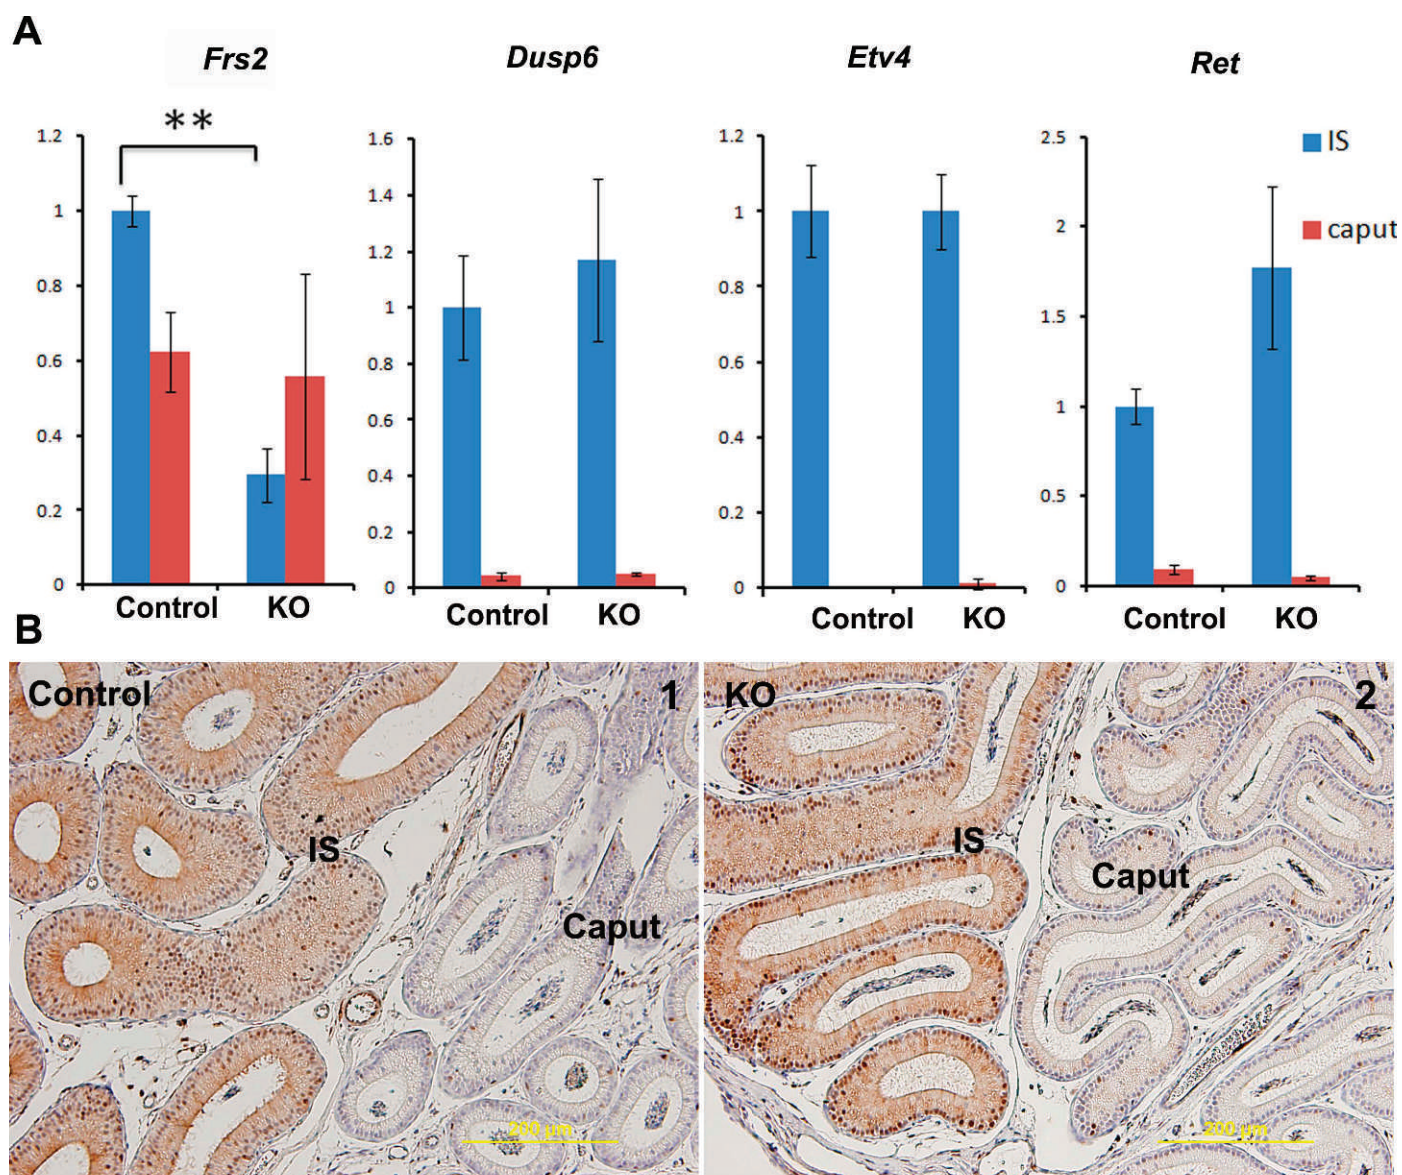 A
Frs2
Dusp6
Etv4
Ret
**
1.2
1
0.8
0.6
0.4
0.2
0
Control KO
1.6
1.4
1.2
1
0.8
0.6
0.4
0.2
0
Control KO
1.2
1
0.8
0.6
0.4
0.2
0
Control KO
2.5
2
1.5
1
0.5
0
Control KO
IS
caput
B
Control
1
IS
Caput
200 µm
KO
2
IS
Caput
200 µm